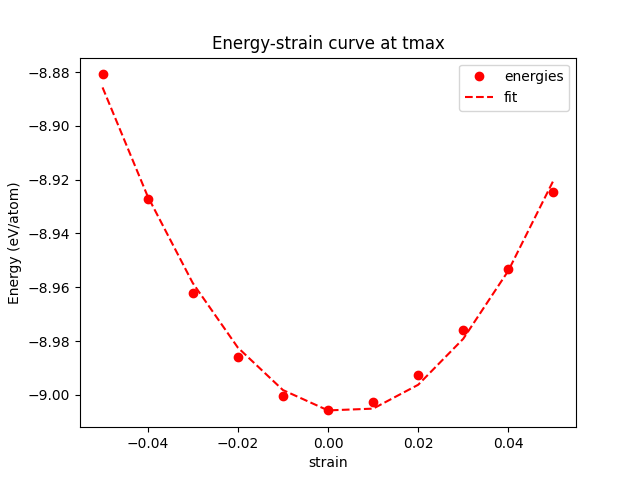 Energy-strain curve at tmax
energies
fit
Energy (eV/atom)
−8.88
−8.90
−8.92
−8.94
−8.96
−8.98
−9.00
−0.04
−0.02
0.00
0.02
0.04
strain